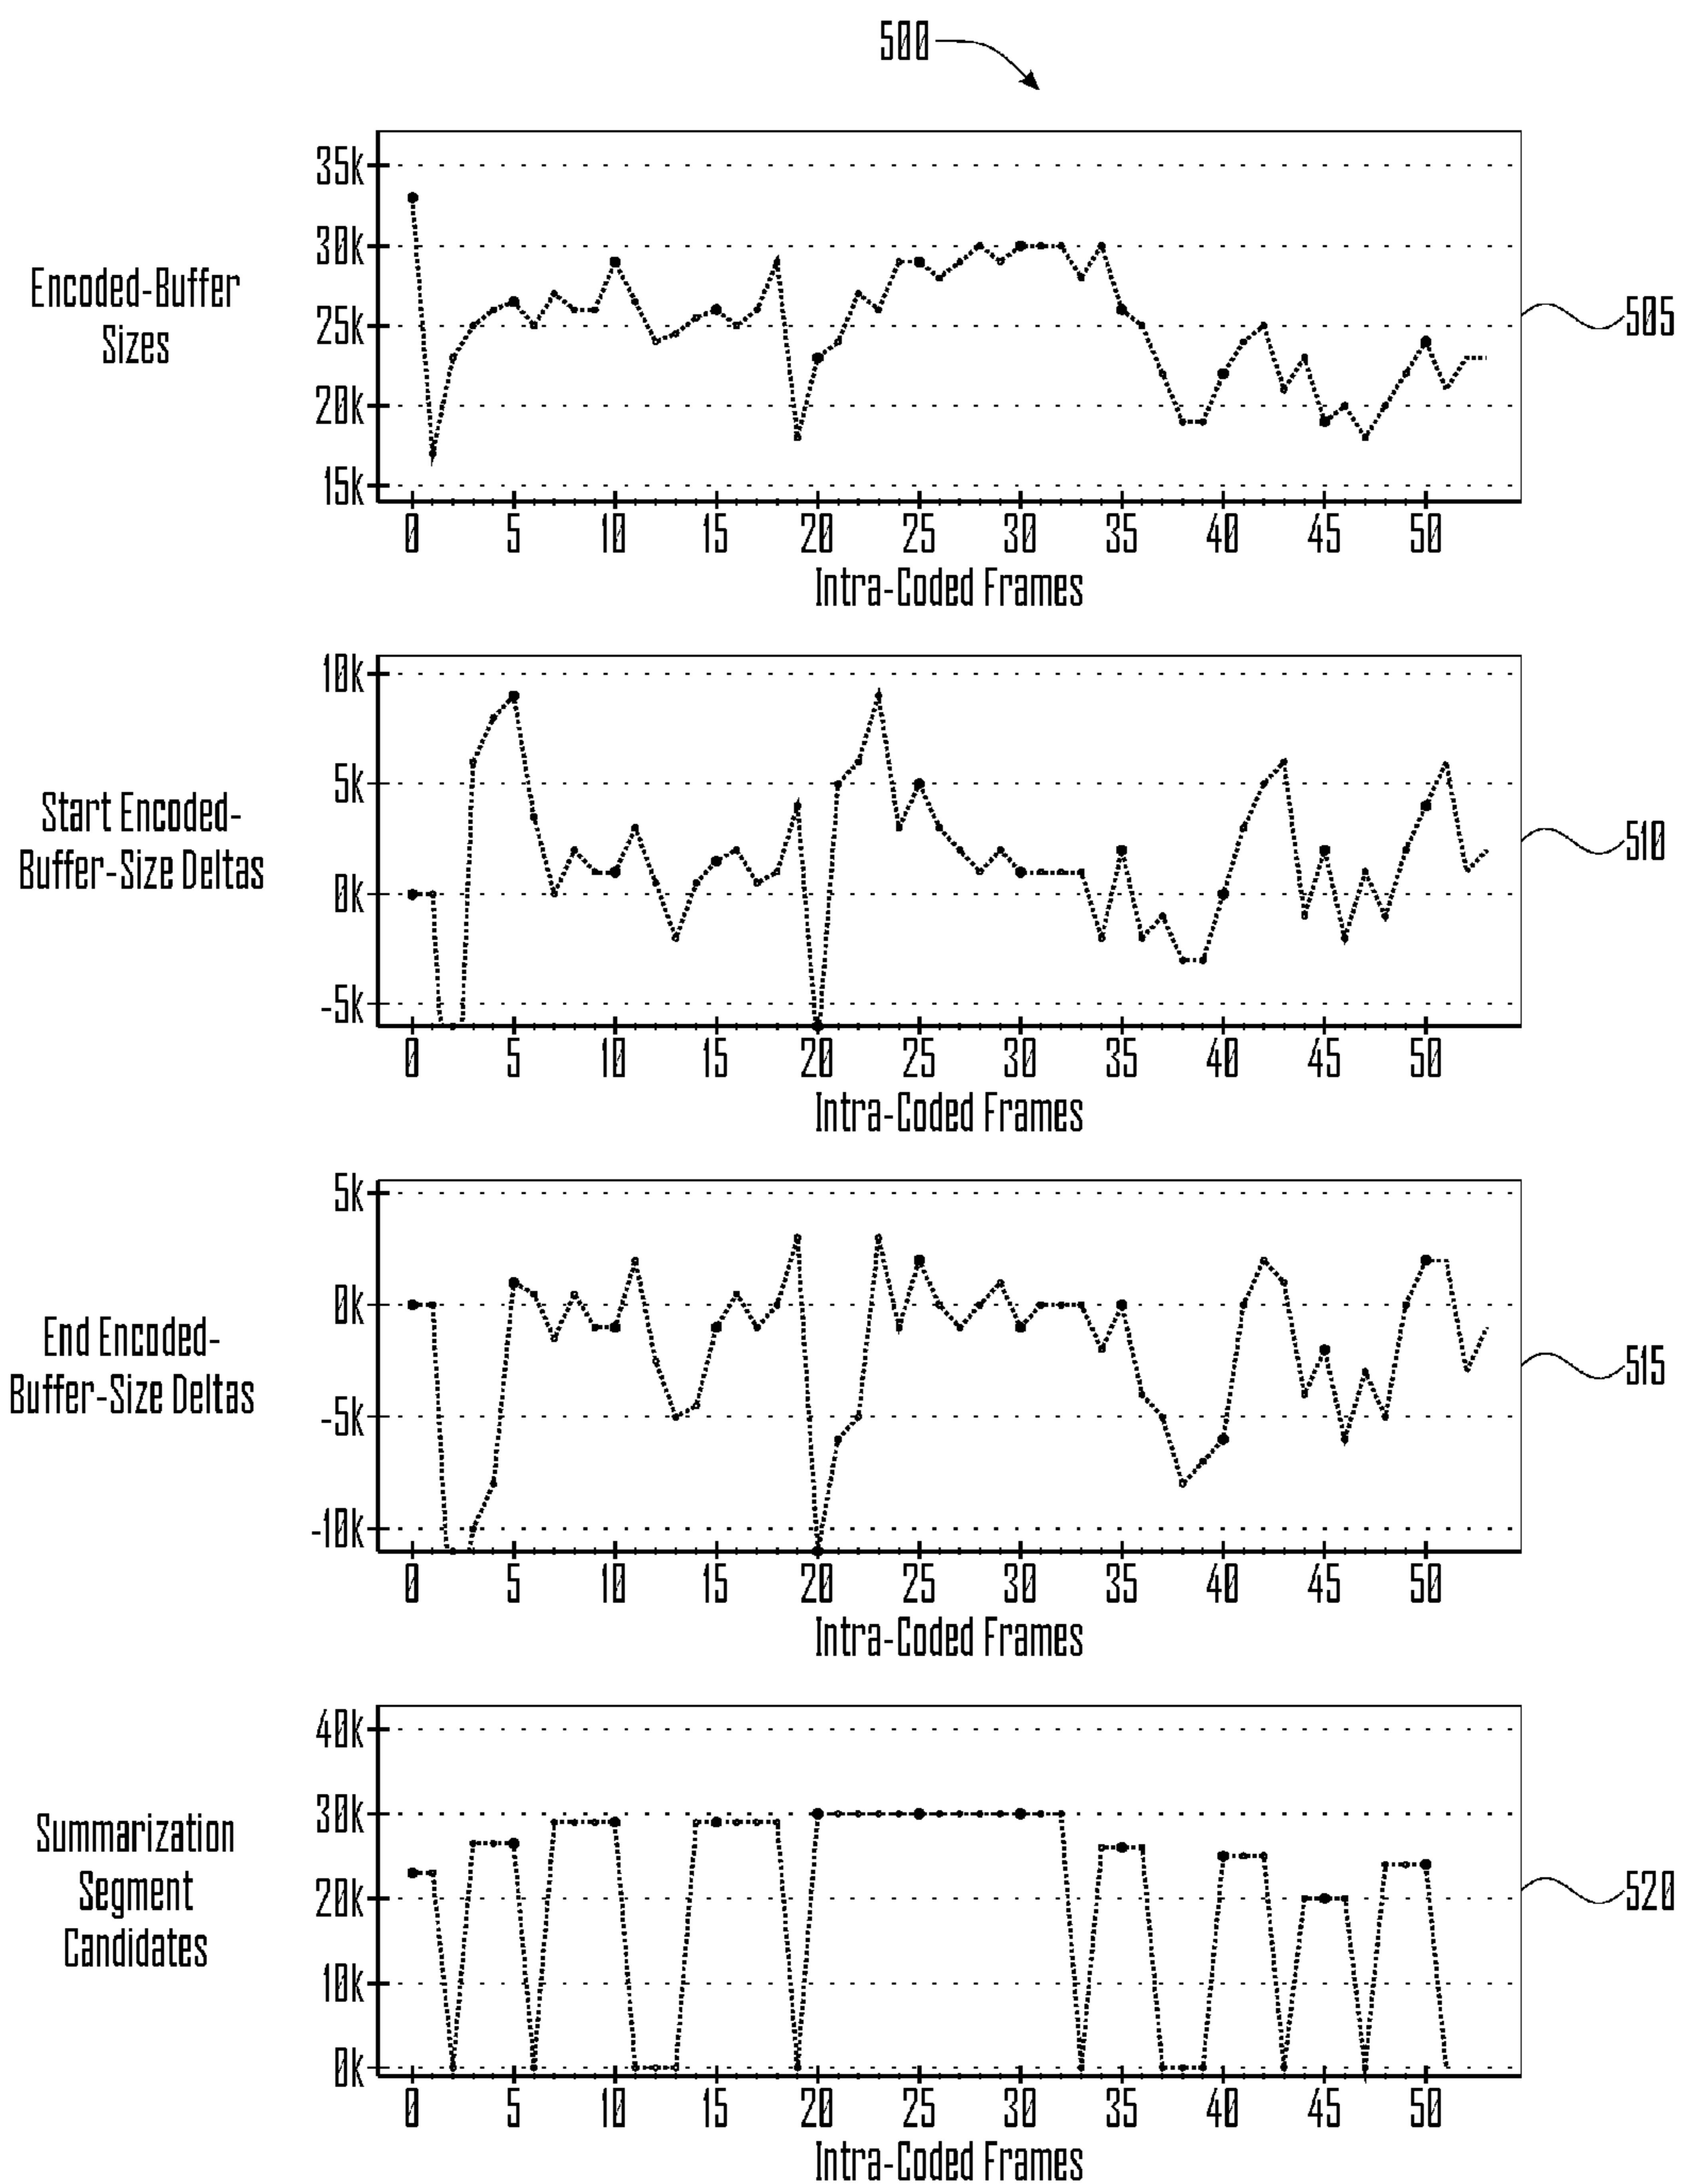 500
Encoded-Buffer
Sizes
35k
30k
25k
20k
15k
505
0 5 10 15 20 25 30 35 40 45 50
Intra-Coded Frames
Start Encoded-
Buffer-Size Deltas
10k
5k
0k
-5k
510
0 5 10 15 20 25 30 35 40 45 50
Intra-Coded Frames
End Encoded-
Buffer-Size Deltas
5k
0k
-5k
-10k
515
0 5 10 15 20 25 30 35 40 45 50
Intra-Coded Frames
Summarization
Segment
Candidates
40k
30k
20k
10k
0k
520
0 5 10 15 20 25 30 35 40 45 50
Intra-Coded Frames